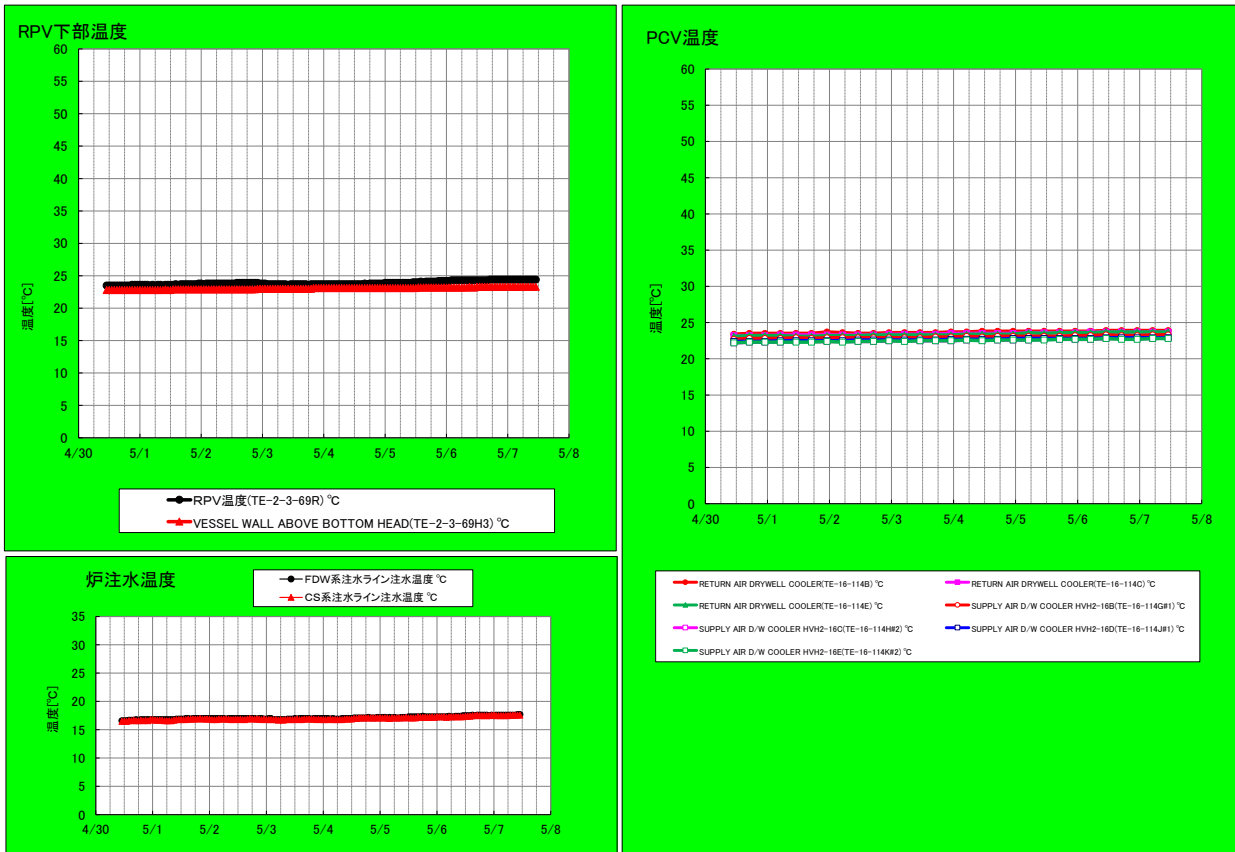 RPV下部温度
60
55
50
45
40
35
30
25
20
15
10
5
0
温度[℃]
4/30 5/1 5/2 5/3 5/4 5/5 5/6 5/7 5/8
RPV温度(TE-2-3-69R) ℃
VESSEL WALL ABOVE BOTTOM HEAD(TE-2-3-69H3) ℃
炉注水温度
FDW系注水ライン注水温度 ℃
CS系注水ライン注水温度 ℃
35
30
25
20
15
10
5
0
温度[℃]
4/30 5/1 5/2 5/3 5/4 5/5 5/6 5/7 5/8
PCV温度
60
55
50
45
40
35
30
25
20
15
10
5
0
温度[℃]
4/30 5/1 5/2 5/3 5/4 5/5 5/6 5/7 5/8
RETURN AIR DRYWELL COOLER(TE-16-114B) ℃
RETURN AIR DRYWELL COOLER(TE-16-114C) ℃
RETURN AIR DRYWELL COOLER(TE-16-114E) ℃
SUPPLY AIR D/W COOLER HVH2-16B(TE-16-114G#1) ℃
SUPPLY AIR D/W COOLER HVH2-16C(TE-16-114H#2) ℃
SUPPLY AIR D/W COOLER HVH2-16D(TE-16-114J#1) ℃
SUPPLY AIR D/W COOLER HVH2-16E(TE-16-114K#2) ℃